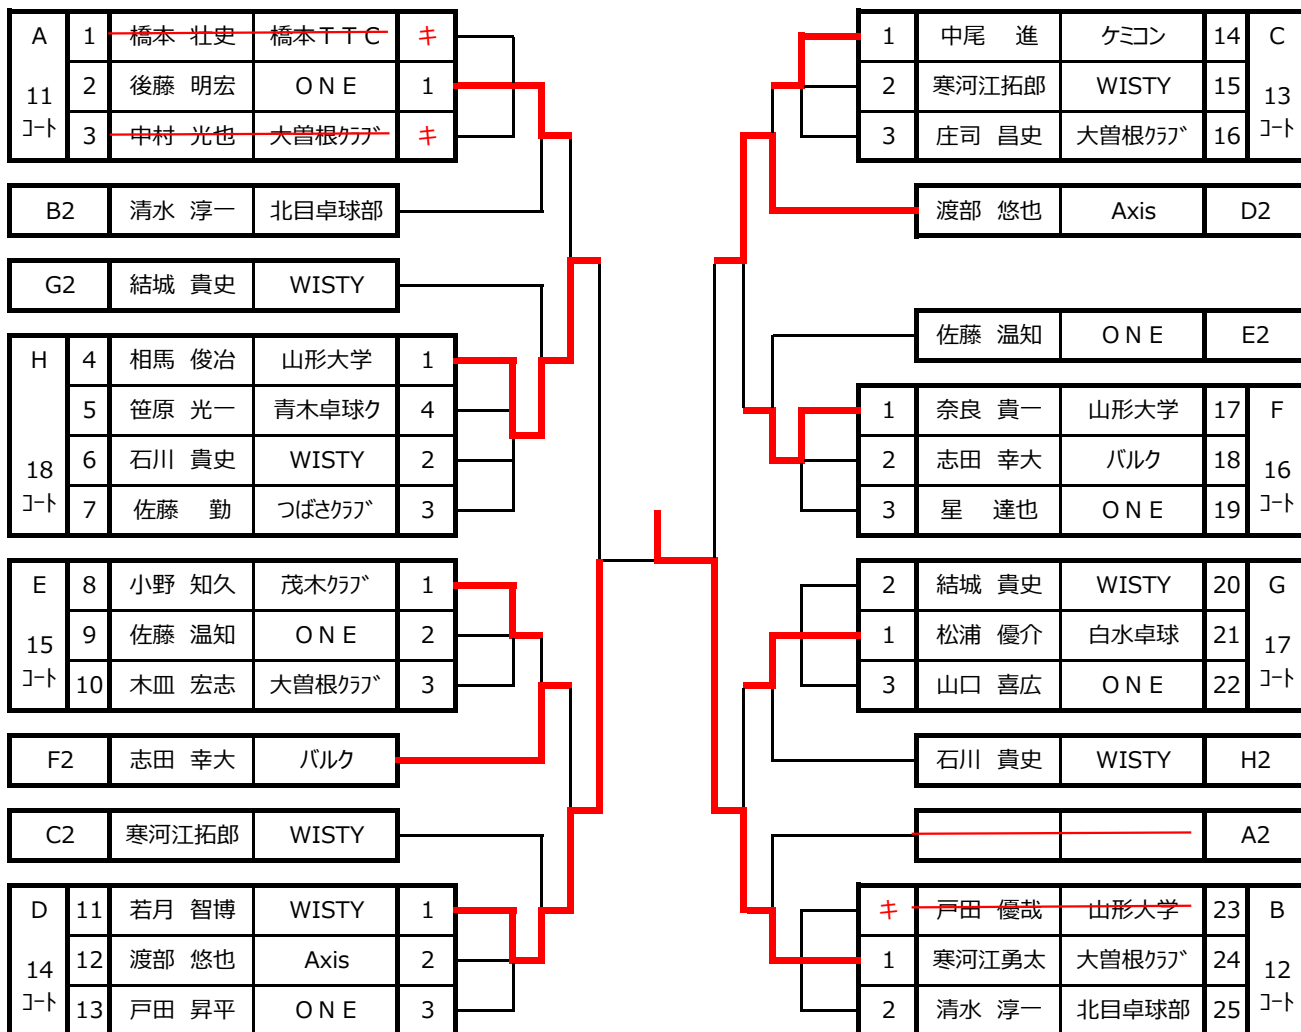 A 1 橋本 壮史 橋本ＴＴＣ キ
2 後藤 明宏 ＯＮＥ 1
11
コート
3 中村 光也 大曽根クラブ キ
B2 清水 淳一 北目卓球部
G2 結城 貴史 WISTY
H 4 相馬 俊冶 山形大学 1
5 笹原 光一 青木卓球ク 4
6 石川 貴史 WISTY 2
18
コート
7 佐藤 勤 つばさクラブ 3
E 8 小野 知久 茂木クラブ 1
9 佐藤 温知 ＯＮＥ 2
15
コート
10 木皿 宏志 大曽根クラブ 3
F2 志田 幸大 バルク
C2 寒河江拓郎 WISTY
D 11 若月 智博 WISTY 1
12 渡部 悠也 Axis 2
14
コート
13 戸田 昇平 ＯＮＥ 3
1 中尾 進 ケミコン 14 C
2 寒河江拓郎 WISTY 15
13
コート
3 庄司 昌史 大曽根クラブ 16
渡部 悠也 Axis D2
佐藤 温知 ＯＮＥ E2
1 奈良 貴一 山形大学 17 F
2 志田 幸大 バルク 18
16
コート
3 星 達也 ＯＮＥ 19
2 結城 貴史 WISTY 20 G
1 松浦 優介 白水卓球 21
17
コート
3 山口 喜広 ＯＮＥ 22
石川 貴史 WISTY H2
A2
キ 戸田 優哉 山形大学 23 B
1 寒河江勇太 大曽根クラブ 24
12
コート
2 清水 淳一 北目卓球部 25